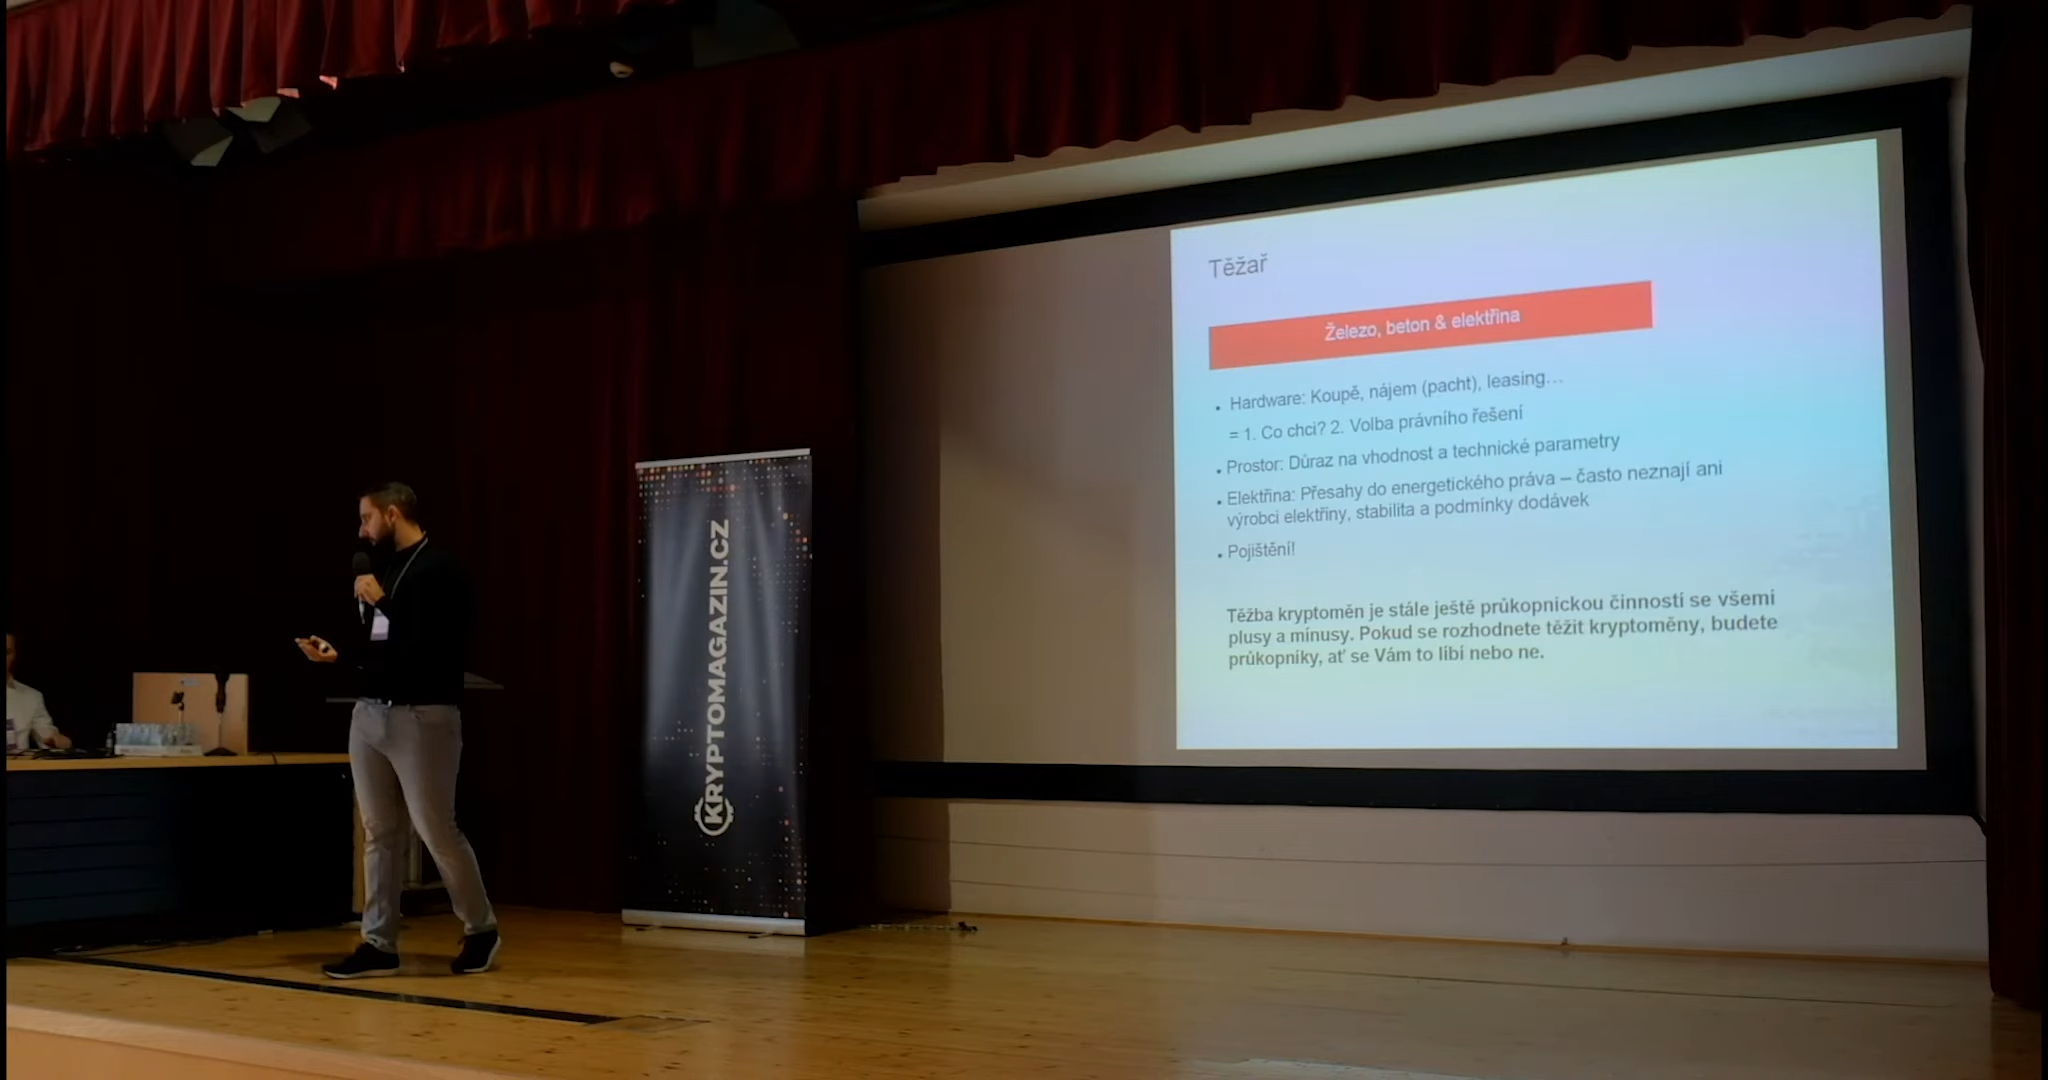 Těžař
Železo, beton & elektřina
• Hardware: Koupě, nájem (pacht), leasing…
= 1. Co chci? 2. Volba právního řešení
• Prostor: Důraz na vhodnost a technické parametry
• Elektřina: Přesahy do energetického práva – často neznají ani
výrobci elektřiny, stabilita a podmínky dodávek
• Pojištění!
Těžba kryptoměn je stále ještě průkopnickou činností se všemi
plusy a mínusy. Pokud se rozhodnete těžit kryptoměny, budete
průkopníky, ať se Vám to líbí nebo ne.
KRYPTOMAGAZIN.CZ